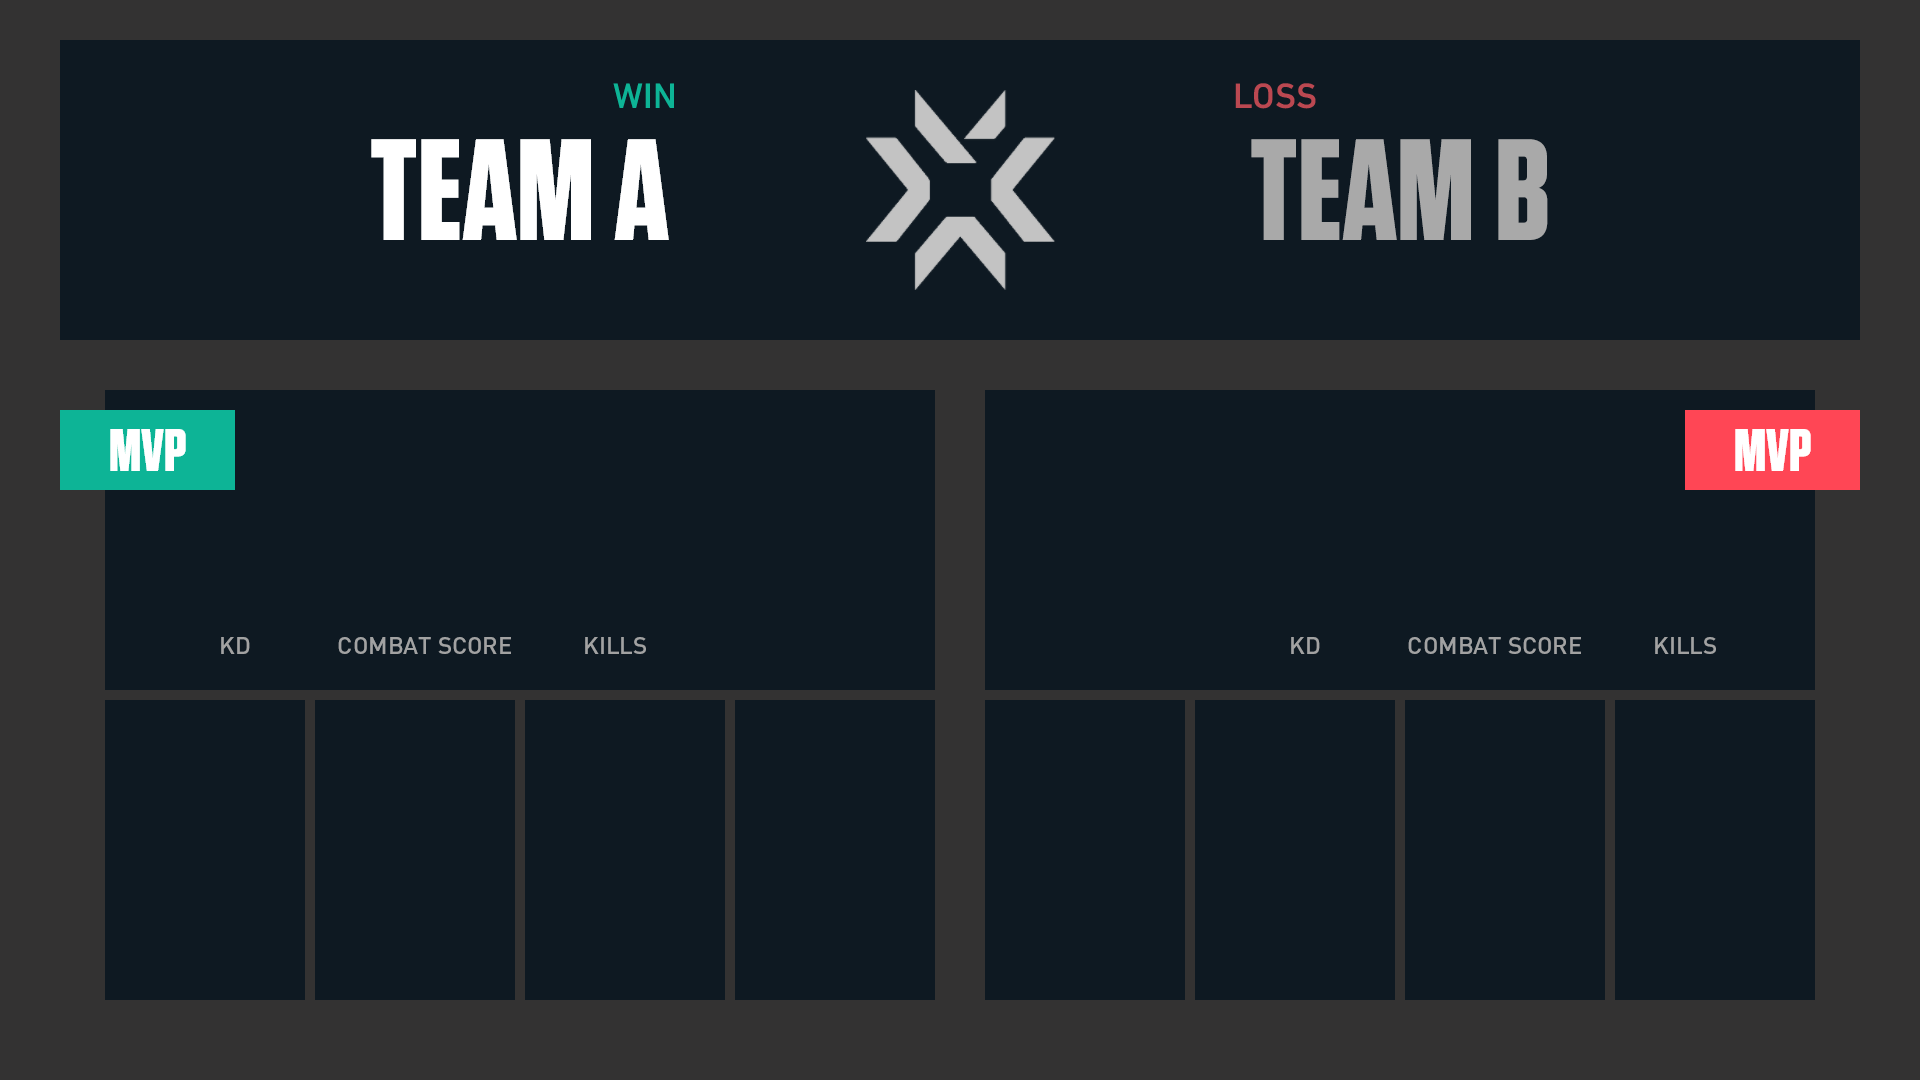 WIN
TEAM A
LOSS
TEAM B
MVP
KD COMBAT SCORE KILLS
MVP
KD COMBAT SCORE KILLS